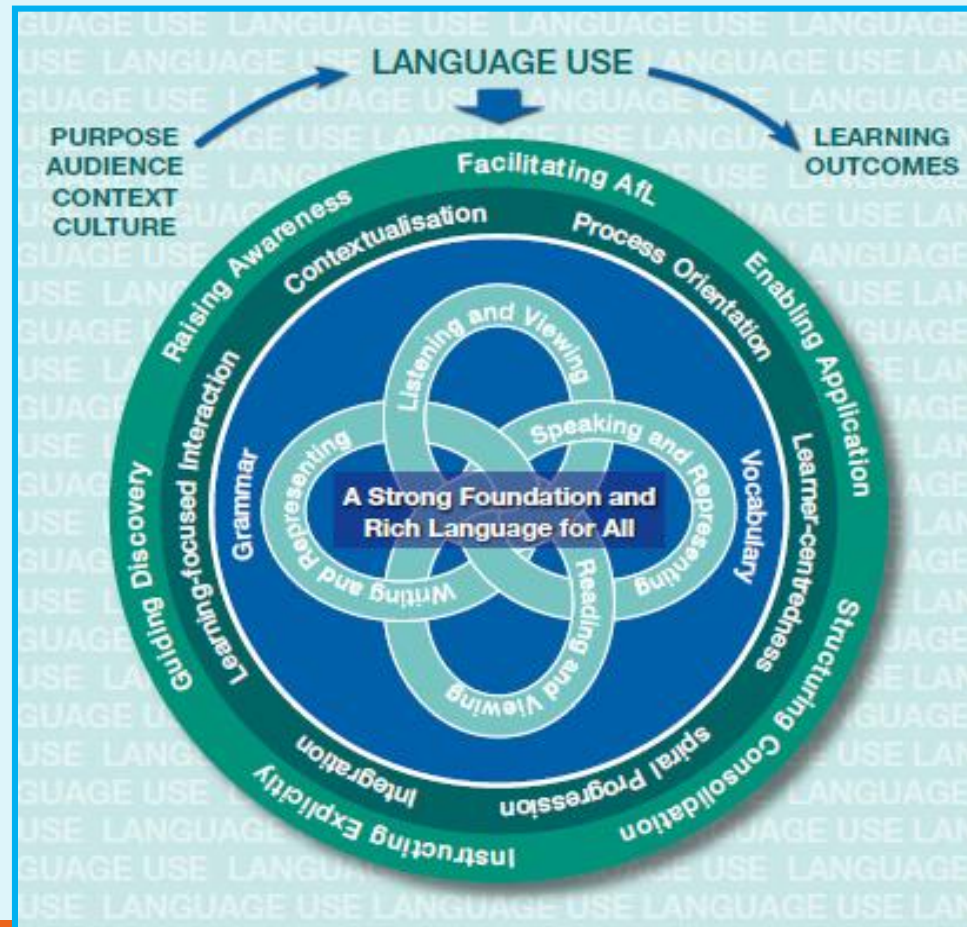 LANGUAGE USE
PURPOSE
AUDIENCE
CONTEXT
CULTURE
LEARNING
OUTCOMES
Raising Awareness
Facilitating AfL
Enabling Application
Structuring Consolidation
Instructing Explicitly
Guiding Discovery
Contextualisation
Process Orientation
Learner-centredness
spiral Progression
Integration
Learning-focused Interaction
Grammar
Vocabulary
Listening and Viewing
Speaking and Representing
Reading and Viewing
Writing and Representing
A Strong Foundation and
Rich Language for All